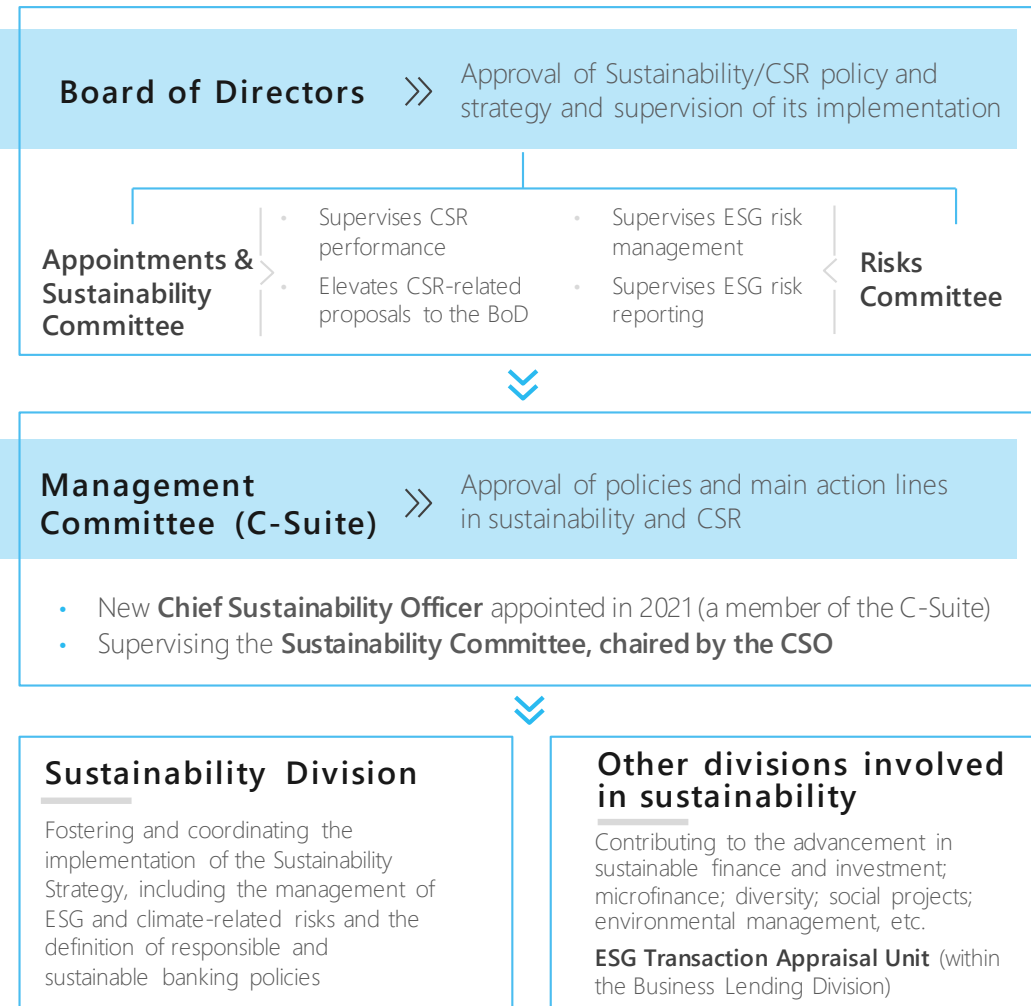 Board of Directors
Approval of Sustainability/CSR policy and
strategy and supervision of its implementation
Appointments &
Sustainability
Committee
• Supervises CSR
performance
• Elevates CSR-related
proposals to the BoD
• Supervises ESG risk
management
• Supervises ESG risk
reporting
Risks
Committee
Management
Committee (C-Suite)
Approval of policies and main action lines
in sustainability and CSR
• New Chief Sustainability Officer appointed in 2021 (a member of the C-Suite)
• Supervising the Sustainability Committee, chaired by the CSO
Sustainability Division
Fostering and coordinating the
implementation of the Sustainability
Strategy, including the management of
ESG and climate-related risks and the
definition of responsible and
sustainable banking policies
Other divisions involved
in sustainability
Contributing to the advancement in
sustainable finance and investment;
microfinance; diversity; social projects;
environmental management, etc.
ESG Transaction Appraisal Unit (within
the Business Lending Division)